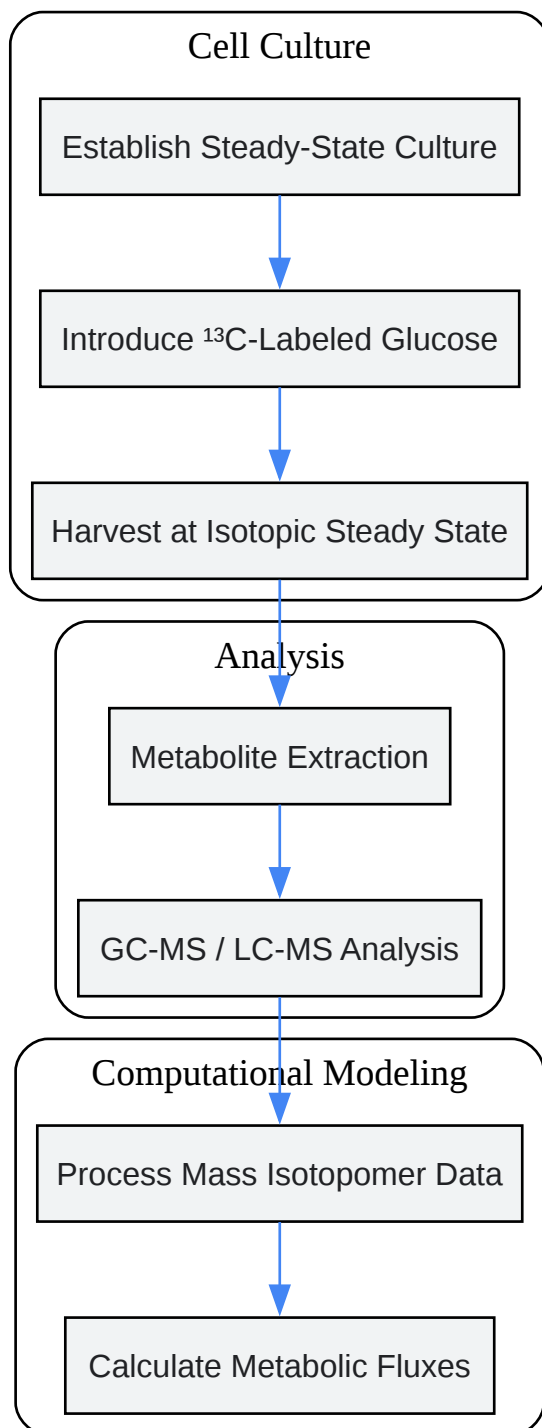 Cell Culture
Establish Steady-State Culture
Introduce ¹³C-Labeled Glucose
Harvest at Isotopic Steady State
Analysis
Metabolite Extraction
GC-MS / LC-MS Analysis
Computational Modeling
Process Mass Isotopomer Data
Calculate Metabolic Fluxes